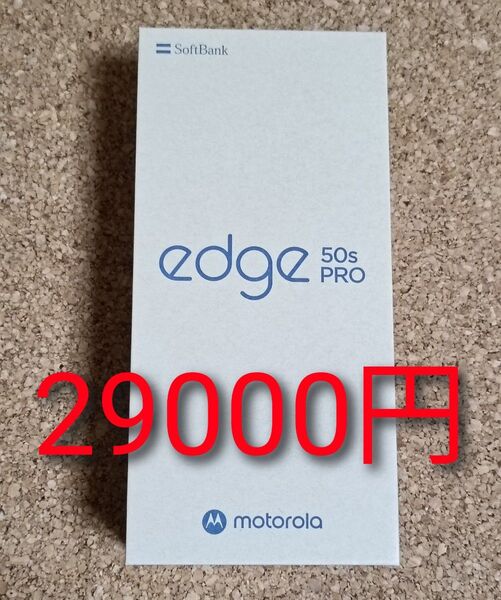 SoftBank
edge 50s
PRO
29000円
motorola